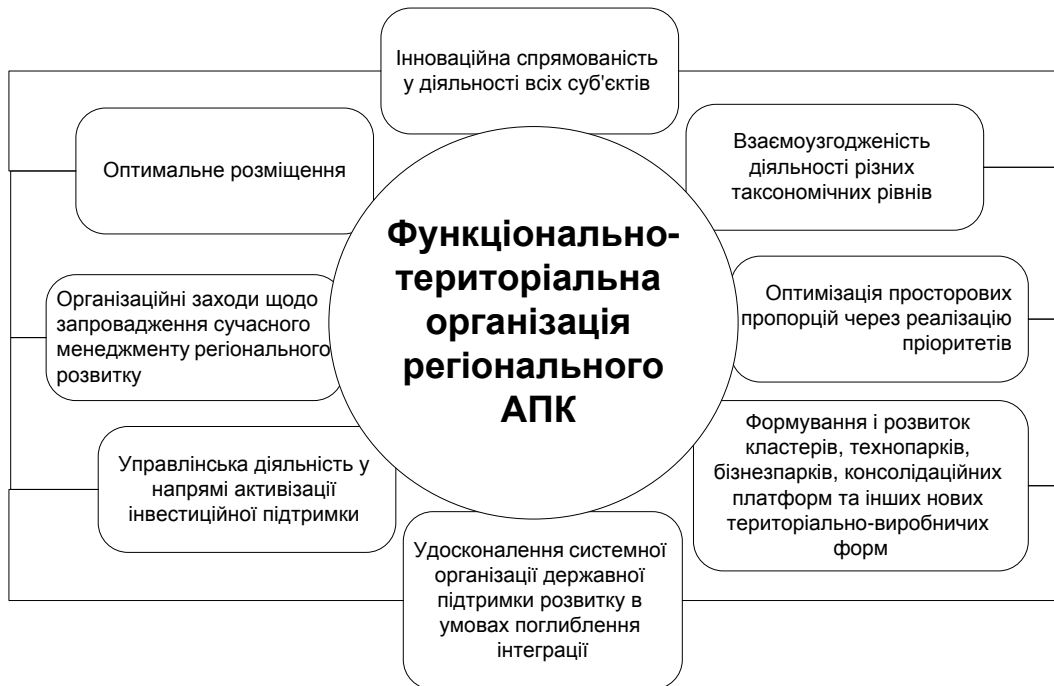 Інноваційна спрямованість
у діяльності всіх суб'єктів
Оптимальне розміщення
Взаємоузгодженість
діяльності різних
таксономічних рівнів
Функціонально-
територіальна
організація
регіонального
АПК
Організаційні заходи щодо
запровадження сучасного
менеджменту регіонального
розвитку
Оптимізація просторових
пропорцій через реалізацію
пріоритетів
Управлінська діяльність у
напрямі активізації
інвестиційної підтримки
Формування і розвиток
кластерів, технопарків,
бізнезпарків, консолідаційних
платформ та інших нових
територіально-виробничих
форм
Удосконалення системної
організації державної
підтримки розвитку в
умовах поглиблення
інтеграції